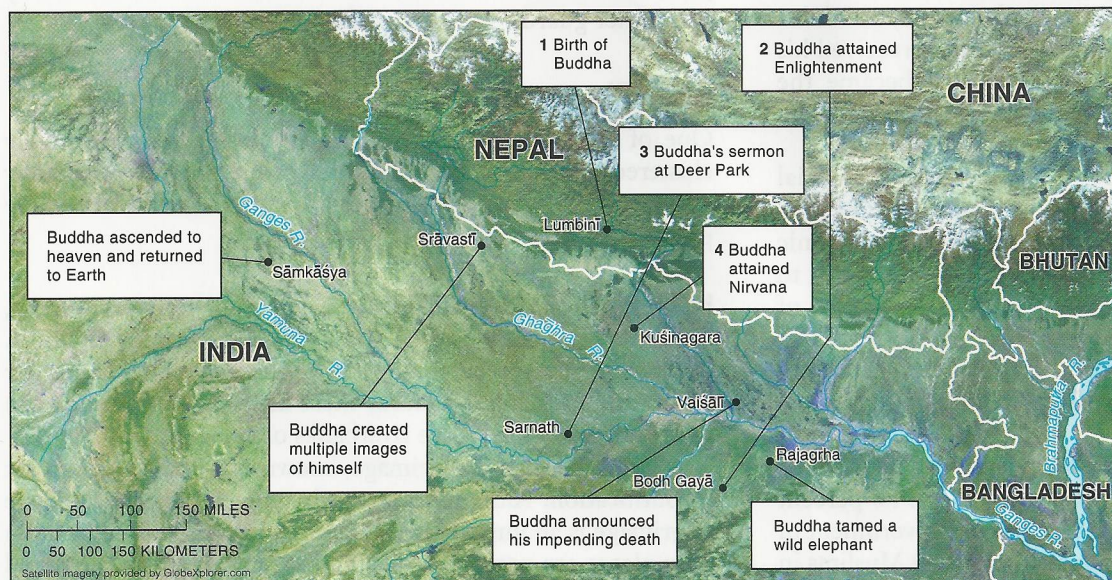 1 Birth of
Buddha
2 Buddha attained
Enlightenment
CHINA
NEPAL
3 Buddha's sermon
at Deer Park
Ganges R.
Lumbinī
Srāvastī
Buddha ascended to
heaven and returned
to Earth
Sāmkāśya
4 Buddha
attained
Nirvana
BHUTAN
Yamuna R.
INDIA
Ghaghra R.
Kuśinagara
Brahmaputra R.
Vaiśālī
Buddha created
multiple images
of himself
Sarnath
Rajagrha
Bodh Gayā
BANGLADESH
Ganges R.
Buddha announced
his impending death
Buddha tamed a
wild elephant
0 50 100 150 MILES
0 50 100 150 KILOMETERS
Satellite imagery provided by GlobeXplorer.com